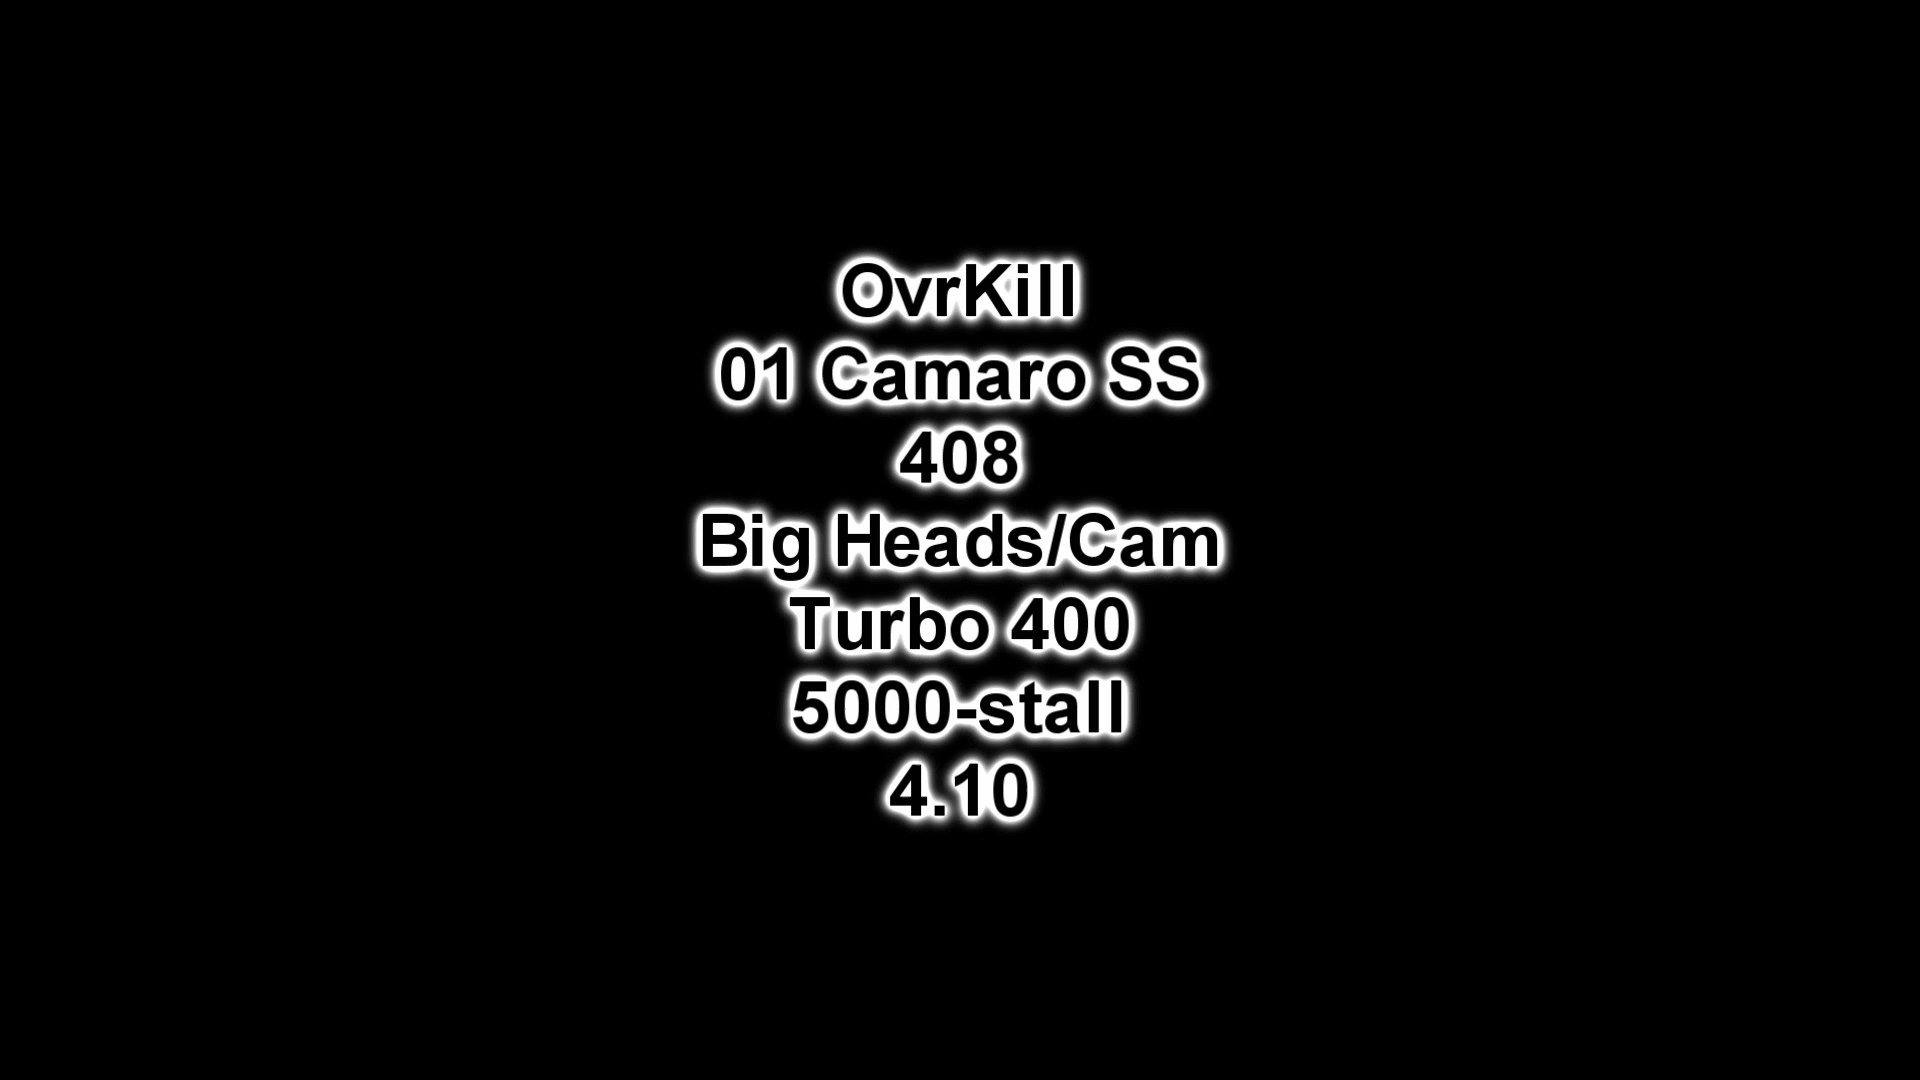 OvrKill
01 Camaro SS
408
Big Heads/Cam
Turbo 400
5000-stall
4.10